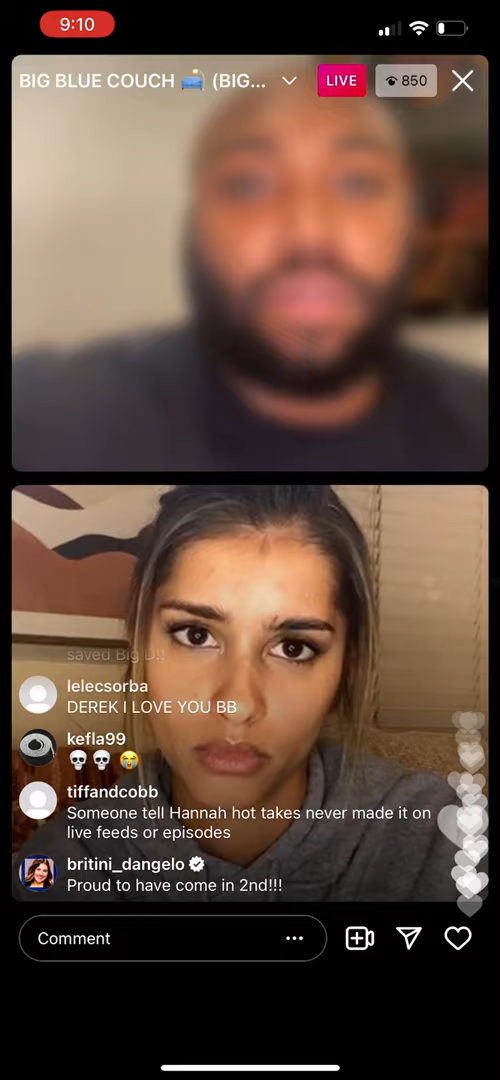 9:10
BIG BLUE COUCH 🛋️ (BIG...
LIVE
850
saved Big D!!
lelecsorba
DEREK I LOVE YOU BB
kefla99
💀💀😭
tiffandcobb
Someone tell Hannah hot takes never made it on
live feeds or episodes
britini_dangelo
Proud to have come in 2nd!!!
Comment